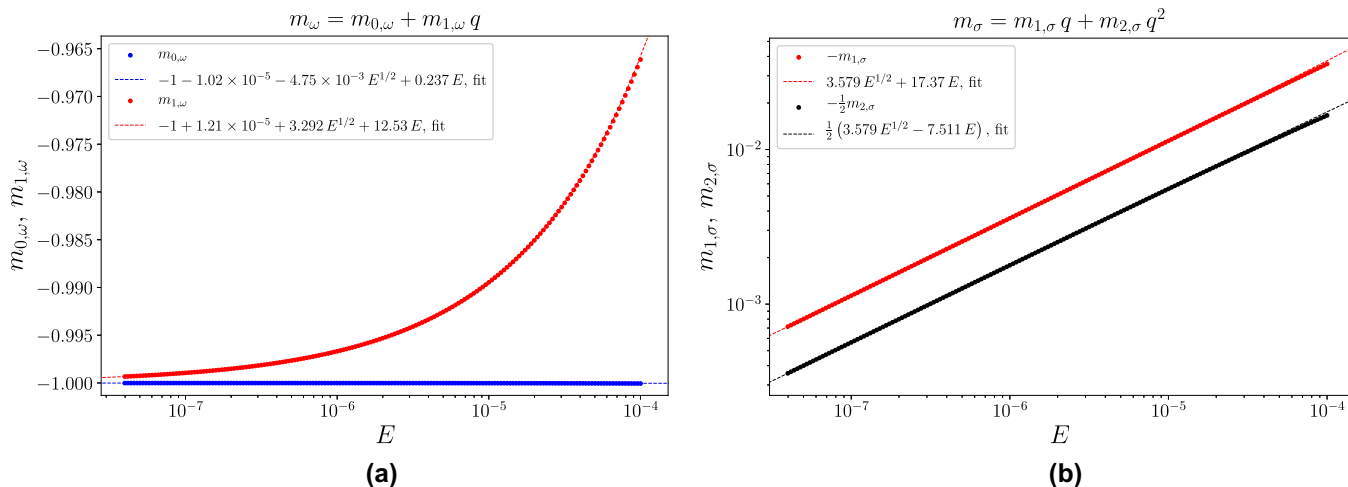 m_ω = m_{0,ω} + m_{1,ω} q
m_{0,ω}
−1 − 1.02 × 10^{−5} − 4.75 × 10^{−3} E^{1/2} + 0.237 E, fit
m_{1,ω}
−1 + 1.21 × 10^{−5} + 3.292 E^{1/2} + 12.53 E, fit
m_{0,ω}, m_{1,ω}
−0.965
−0.970
−0.975
−0.980
−0.985
−0.990
−0.995
−1.000
10^{−7} 10^{−6} 10^{−5} 10^{−4}
E
(a)
m_σ = m_{1,σ} q + m_{2,σ} q^2
−m_{1,σ}
3.579 E^{1/2} + 17.37 E, fit
−½m_{2,σ}
½ (3.579 E^{1/2} − 7.511 E) , fit
m_{1,σ}, m_{2,σ}
10^{−2}
10^{−3}
10^{−7} 10^{−6} 10^{−5} 10^{−4}
E
(b)